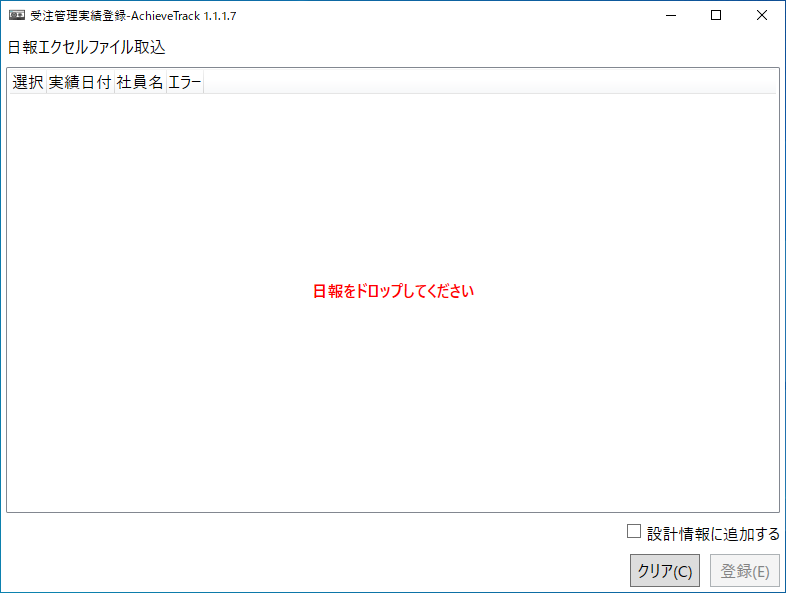 受注管理実績登録-AchieveTrack 1.1.1.7
日報エクセルファイル取込
選択 実績日付 社員名 エラー
日報をドロップしてください
設計情報に追加する
クリア(C) 登録(E)